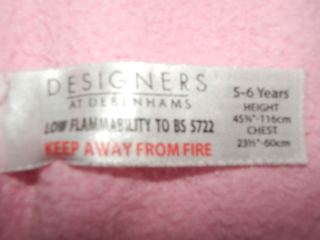 DESIGNERS
AT DEBENHAMS
LOW FLAMMABILITY TO BS 5722
KEEP AWAY FROM FIRE
5-6 Years
HEIGHT
45¾"-116cm
CHEST
23½"-60cm